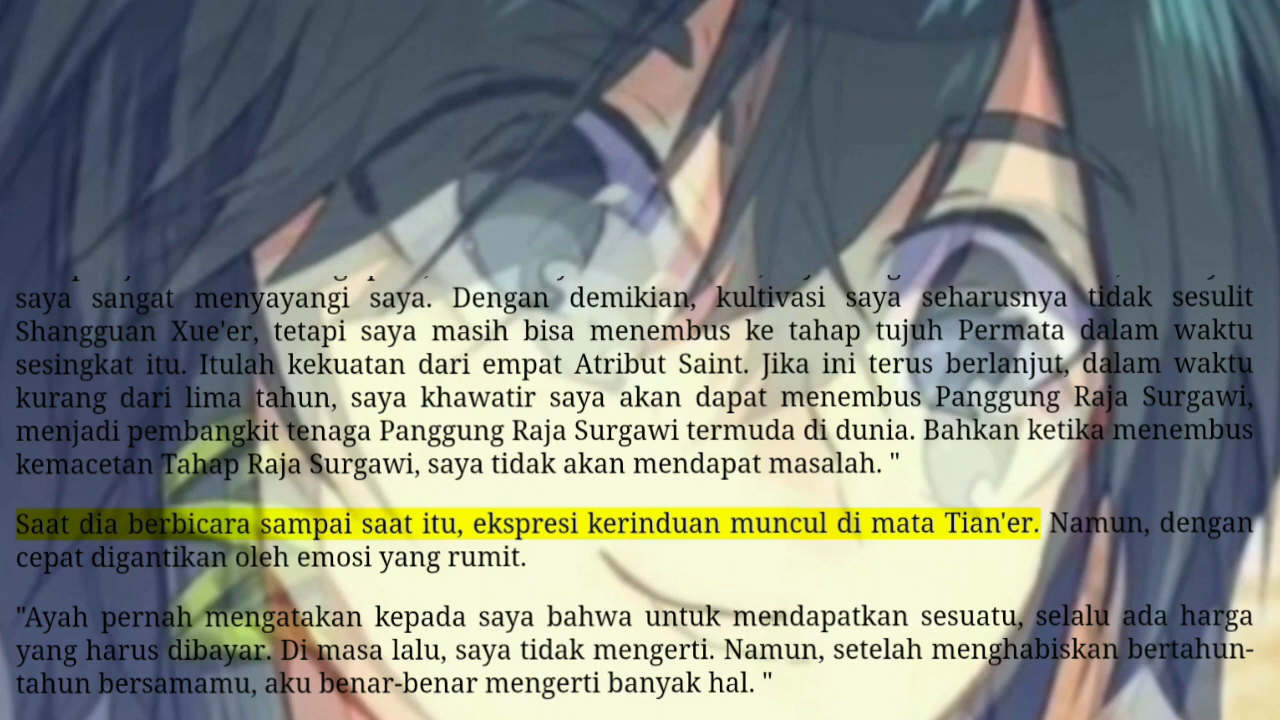 saya sangat menyayangi saya. Dengan demikian, kultivasi saya seharusnya tidak sesulit
Shangguan Xue'er, tetapi saya masih bisa menembus ke tahap tujuh Permata dalam waktu
sesingkat itu. Itulah kekuatan dari empat Atribut Saint. Jika ini terus berlanjut, dalam waktu
kurang dari lima tahun, saya khawatir saya akan dapat menembus Panggung Raja Surgawi,
menjadi pembangkit tenaga Panggung Raja Surgawi termuda di dunia. Bahkan ketika menembus
kemacetan Tahap Raja Surgawi, saya tidak akan mendapat masalah. "
Saat dia berbicara sampai saat itu, ekspresi kerinduan muncul di mata Tian'er. Namun, dengan
cepat digantikan oleh emosi yang rumit.
"Ayah pernah mengatakan kepada saya bahwa untuk mendapatkan sesuatu, selalu ada harga
yang harus dibayar. Di masa lalu, saya tidak mengerti. Namun, setelah menghabiskan bertahun-
tahun bersamamu, aku benar-benar mengerti banyak hal. "